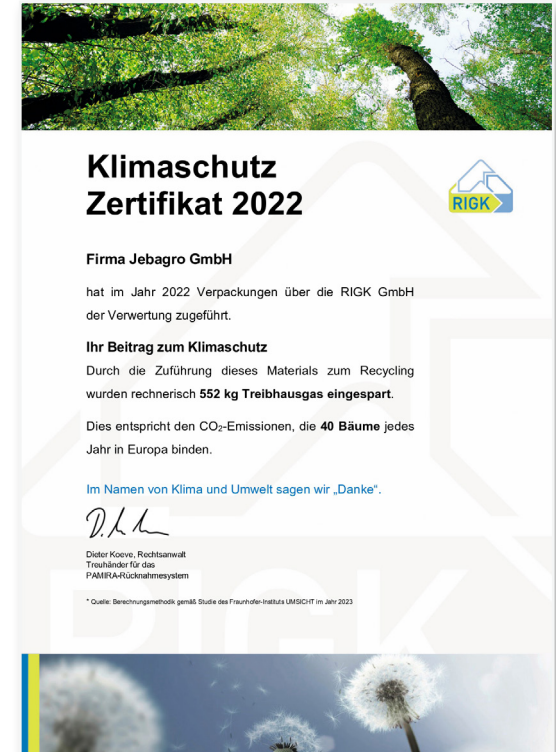 Klimaschutz
Zertifikat 2022
RIGK
Firma Jebagro GmbH
hat im Jahr 2022 Verpackungen über die RIGK GmbH
der Verwertung zugeführt.
Ihr Beitrag zum Klimaschutz
Durch die Zuführung dieses Materials zum Recycling
wurden rechnerisch 552 kg Treibhausgas eingespart.
Dies entspricht den CO₂-Emissionen, die 40 Bäume jedes
Jahr in Europa binden.
Im Namen von Klima und Umwelt sagen wir „Danke“.
Dieter Koeve, Rechtsanwalt
Treuhänder für das
PAMIRA-Rücknahmesystem
* Quelle: Berechnungsmethodik gemäß Studie des Fraunhofer-Instituts UMSICHT im Jahr 2023
RIGK